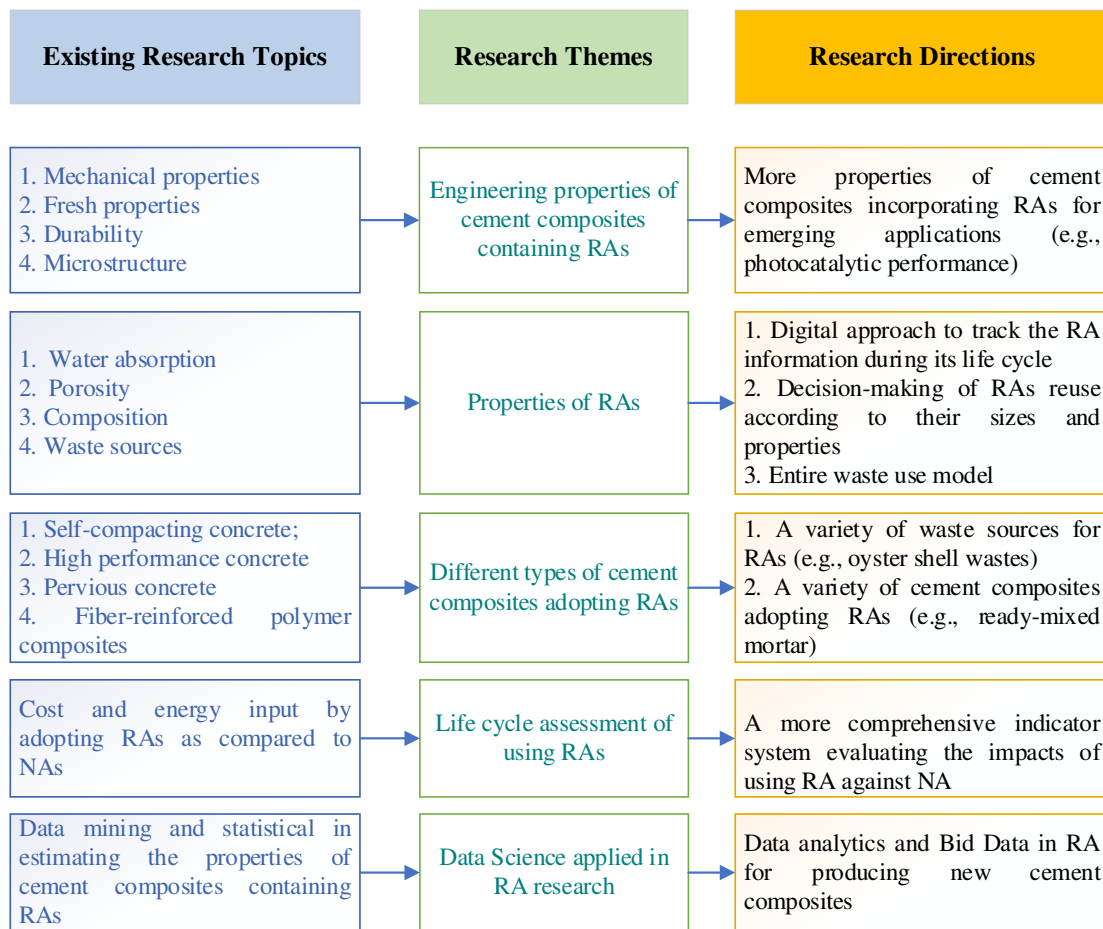 Existing Research Topics
Research Themes
Research Directions
1. Mechanical properties
2. Fresh properties
3. Durability
4. Microstructure
Engineering properties of
cement composites
containing RAs
More properties of cement
composites incorporating RAs for
emerging applications (e.g.,
photocatalytic performance)
1. Water absorption
2. Porosity
3. Composition
4. Waste sources
Properties of RAs
1. Digital approach to track the RA
information during its life cycle
2. Decision-making of RAs reuse
according to their sizes and
properties
3. Entire waste use model
1. Self-compacting concrete;
2. High performance concrete
3. Pervious concrete
4. Fiber-reinforced polymer
composites
Different types of cement
composites adopting RAs
1. A variety of waste sources for
RAs (e.g., oyster shell wastes)
2. A variety of cement composites
adopting RAs (e.g., ready-mixed
mortar)
Cost and energy input by
adopting RAs as compared to
NAs
Life cycle assessment of
using RAs
A more comprehensive indicator
system evaluating the impacts of
using RA against NA
Data mining and statistical in
estimating the properties of
cement composites containing
RAs
Data Science applied in
RA research
Data analytics and Bid Data in RA
for producing new cement
composites